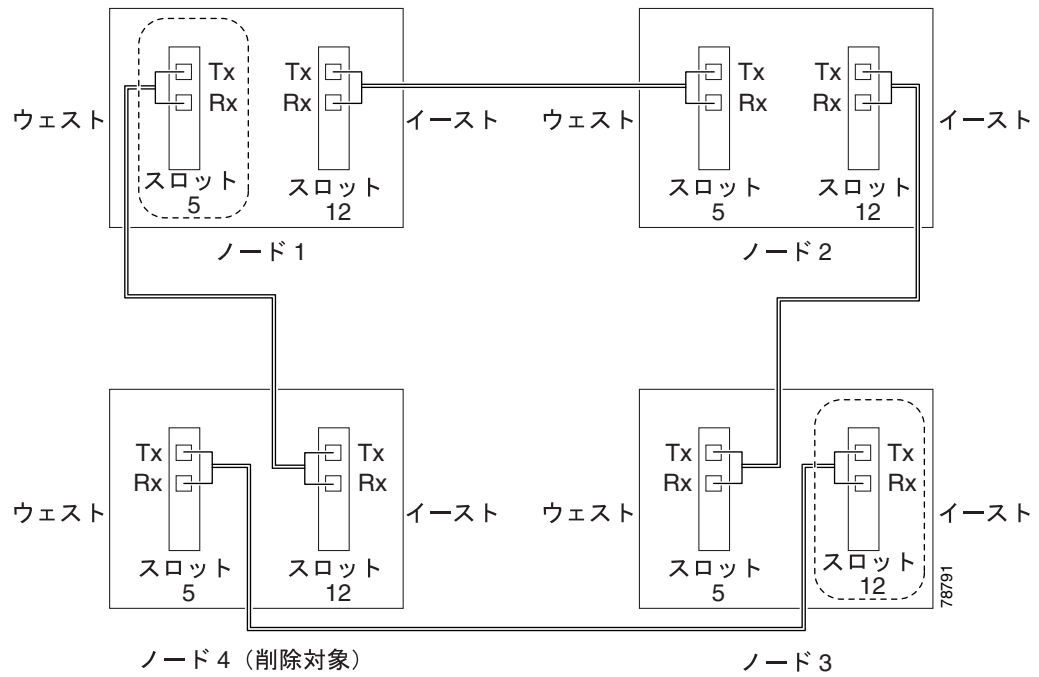 Tx
Rx
スロット
5
Tx
Rx
スロット
12
ウェスト
イースト
ノード 1
Tx
Rx
スロット
5
Tx
Rx
スロット
12
ウェスト
イースト
ノード 2
Tx
Rx
スロット
5
Tx
Rx
スロット
12
ウェスト
イースト
ノード 4（削除対象）
Tx
Rx
スロット
5
Tx
Rx
スロット
12
ウェスト
イースト
ノード 3
78791